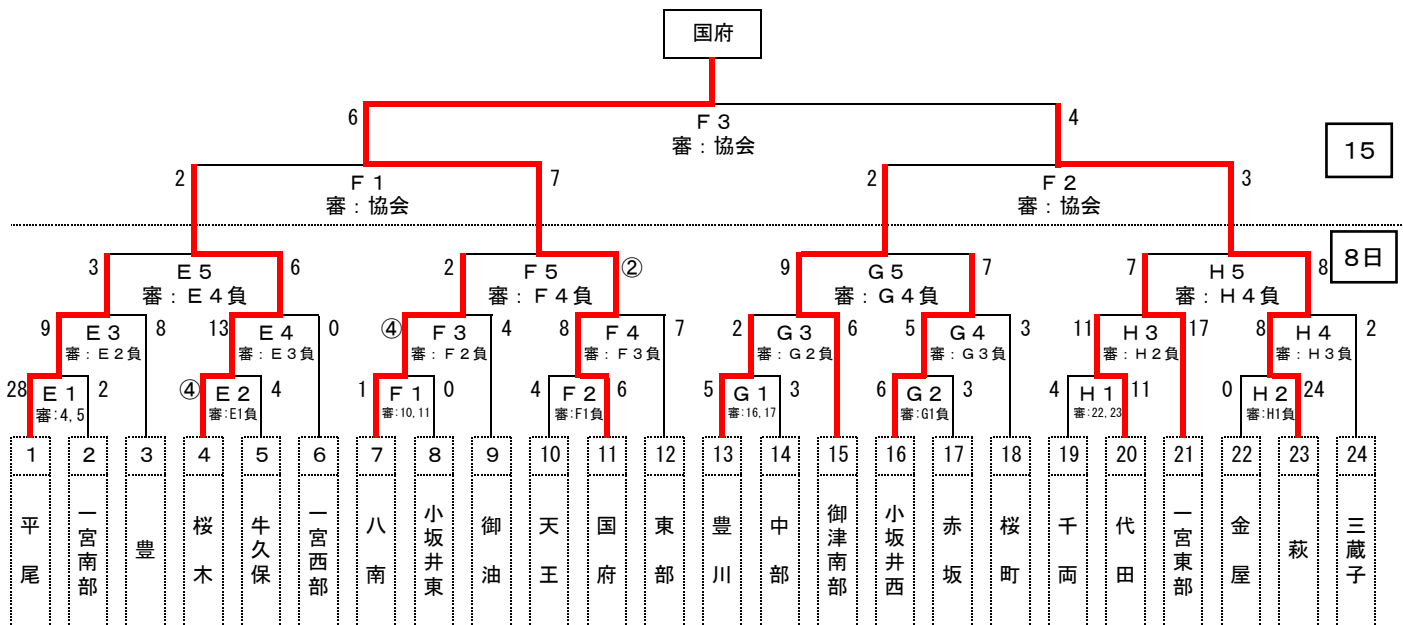 国府
6
F3
4
審：協会
15
2
F1
7
2
F2
3
審：協会
審：協会
8日
3
E5
6
2
F5
②
9
G5
7
7
H5
8
審：E4負
審：F4負
審：G4負
審：H4負
9
E3
8
13
E4
0
④
F3
4
8
F4
7
2
G3
6
5
G4
3
11
H3
17
8
H4
2
審：E2負
審：E3負
審：F2負
審：F3負
審：G2負
審：G3負
審：H2負
審：H3負
28
E1
2
④
E2
4
1
F1
0
4
F2
6
5
G1
3
6
G2
3
4
H1
11
0
H2
24
審:4,5
審:E1負
審:10,11
審:F1負
審:16,17
審:G1負
審:22,23
審:H1負
1
2
3
4
5
6
7
8
9
10
11
12
13
14
15
16
17
18
19
20
21
22
23
24
平尾
一宮南部
豊
桜木
牛久保
一宮西部
八南
小坂井東
御油
天王
国府
東部
豊川
中部
御津南部
小坂井西
赤坂
桜町
千両
代田
一宮東部
金屋
萩
三蔵子